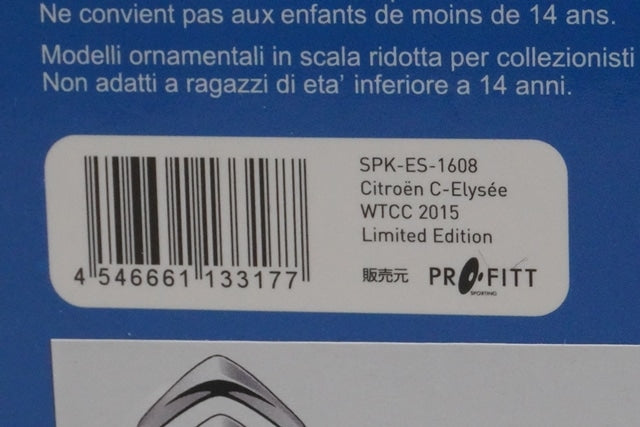 Ne convient pas aux enfants de moins de 14 ans.
Modelli ornamentali in scala ridotta per collezionisti
Non adatti a ragazzi di eta' inferiore a 14 anni.
SPK-ES-1608
Citroën C-Elysée
WTCC 2015
Limited Edition
4 546661 133177
販売元 PROFITT
SPORTING